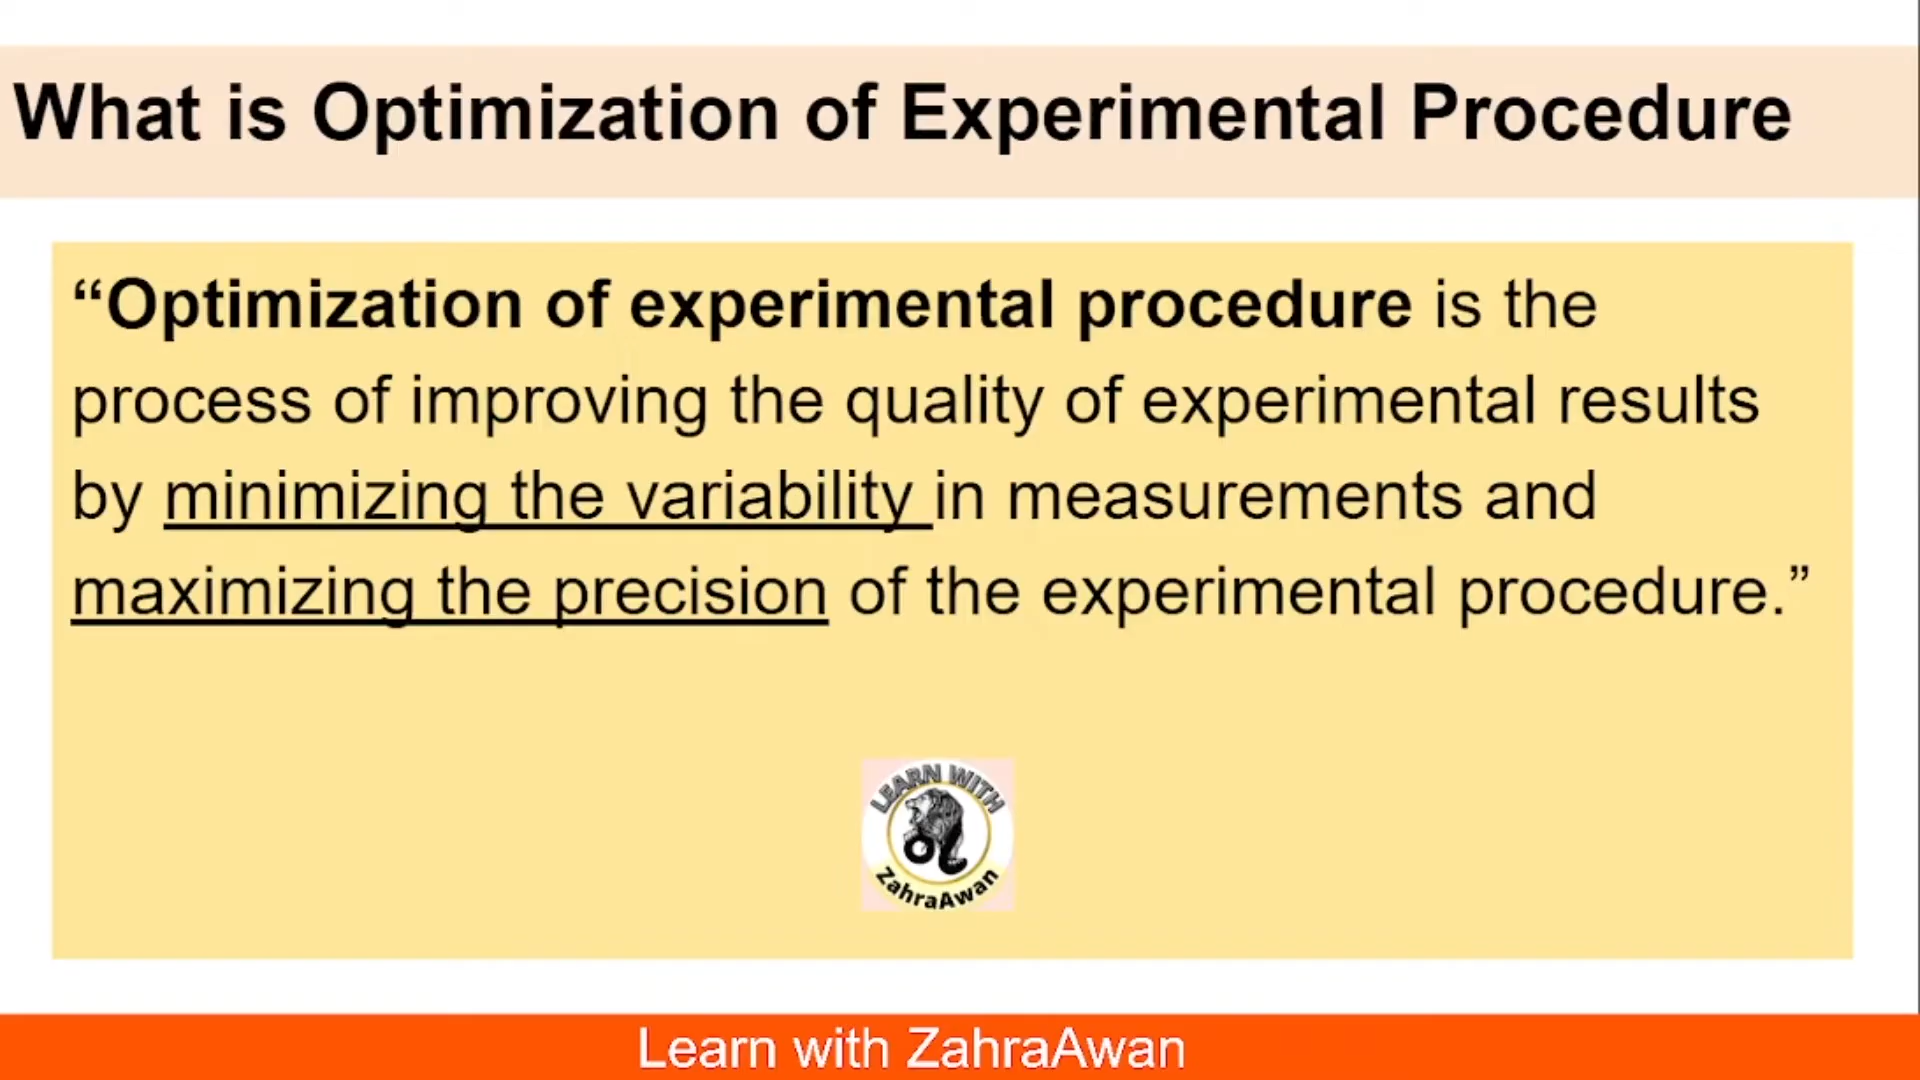 What is Optimization of Experimental Procedure
“Optimization of experimental procedure is the
process of improving the quality of experimental results
by minimizing the variability in measurements and
maximizing the precision of the experimental procedure.”
LEARN WITH
ZahraAwan
Learn with ZahraAwan